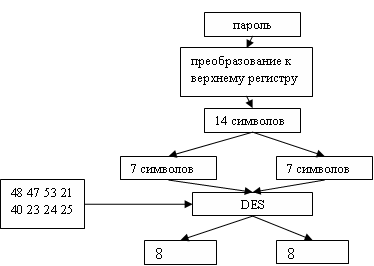 пароль
преобразование к
верхнему регистру
14 символов
7 символов
7 символов
48 47 53 21
40 23 24 25
DES
8
8